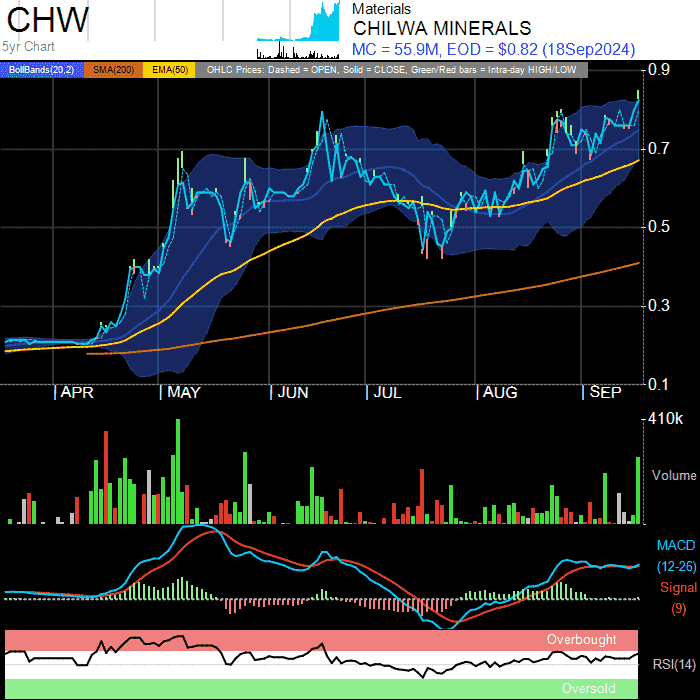 CHW
5yr Chart
Materials
CHILWA MINERALS
MC = 55.9M, EOD = $0.82 (18Sep2024)
BollBands(20,2) SMA(200) EMA(50) OHLC Prices: Dashed = OPEN, Solid = CLOSE, Green/Red bars = Intra-day HIGH/LOW
0.9
0.7
0.5
0.3
0.1
APR MAY JUN JUL AUG SEP
410k
Volume
MACD
(12-26)
Signal
(9)
Overbought
RSI(14)
Oversold